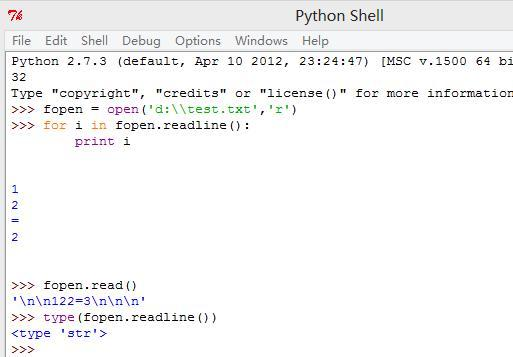 Python Shell
File Edit Shell Debug Options Windows Help
Python 2.7.3 (default, Apr 10 2012, 23:24:47) [MSC v.1500 64 bi
32
Type "copyright", "credits" or "license()" for more information
>>> fopen = open('d:\\test.txt','r')
>>> for i in fopen.readline():
        print i
1
2
=
2
>>> fopen.read()
'\n\n122=3\n\n\n'
>>> type(fopen.readline())
<type 'str'>
>>>